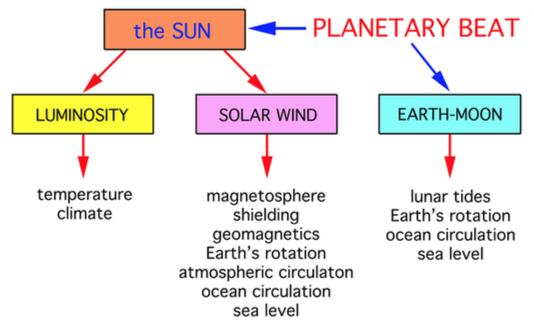 the SUN
PLANETARY BEAT
LUMINOSITY
SOLAR WIND
EARTH-MOON
temperature
climate
magnetosphere
shielding
geomagnetics
Earth's rotation
atmospheric circulaton
ocean circulation
sea level
lunar tides
Earth's rotation
ocean circulation
sea level